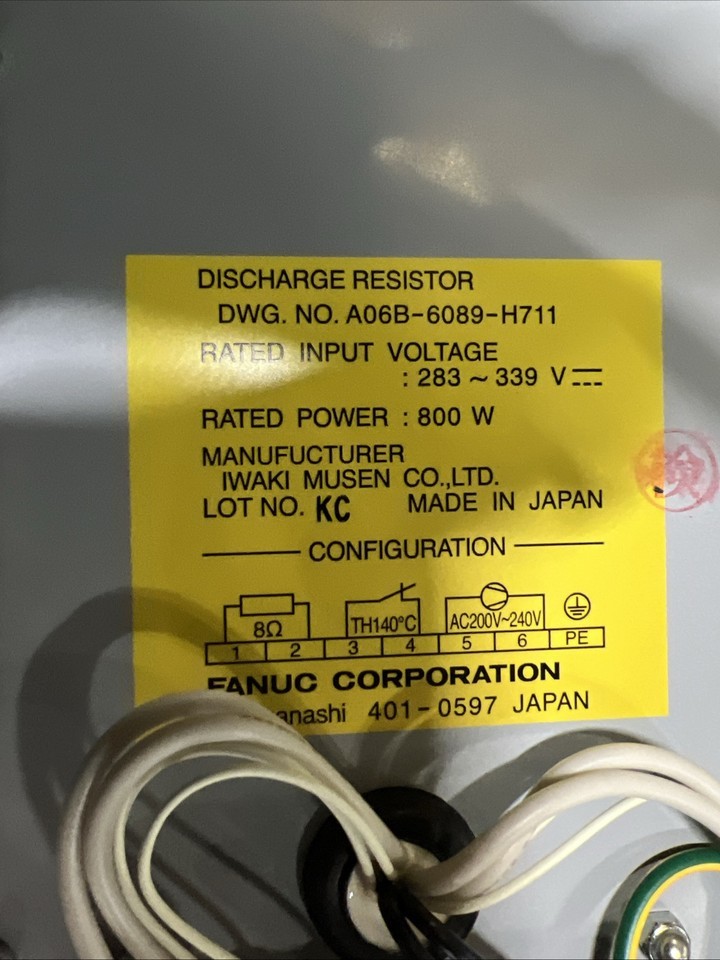 DISCHARGE RESISTOR
DWG. NO. A06B-6089-H711
RATED INPUT VOLTAGE
: 283 ~ 339 V
RATED POWER : 800 W
MANUFUCTURER
IWAKI MUSEN CO.,LTD.
LOT NO. KC MADE IN JAPAN
CONFIGURATION
8Ω TH140°C AC200V~240V
1 2 3 4 5 6 PE
FANUC CORPORATION
401-0597 JAPAN